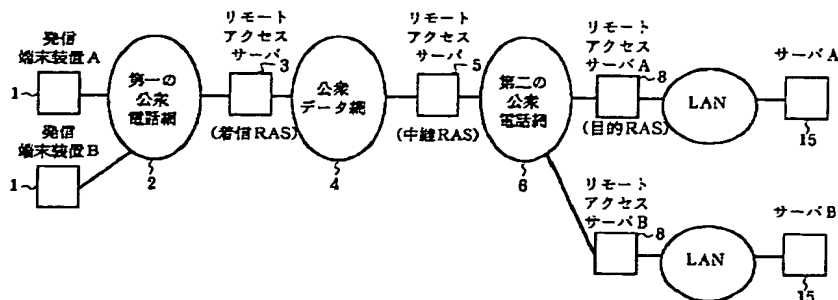 発信
端末装置A
1
発信
端末装置B
1
第一の
公衆
電話網
2
リモート
アクセス
サーバ
3
(着信RAS)
公衆
データ網
4
リモート
アクセス
サーバ
5
(中継RAS)
第二の
公衆
電話網
6
リモート
アクセス
サーバA
8
(目的RAS)
LAN
サーバA
15
リモート
アクセス
サーバB
8
LAN
サーバB
15